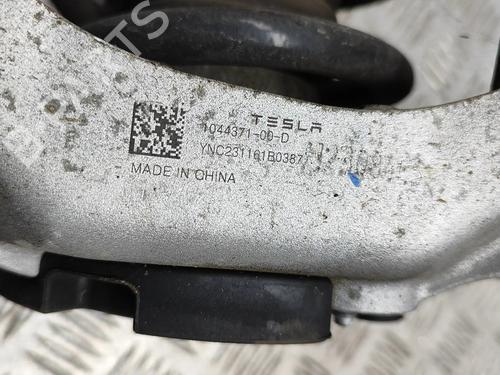 TESLA
1044371-00-D
YNC231161B0387
MADE IN CHINA